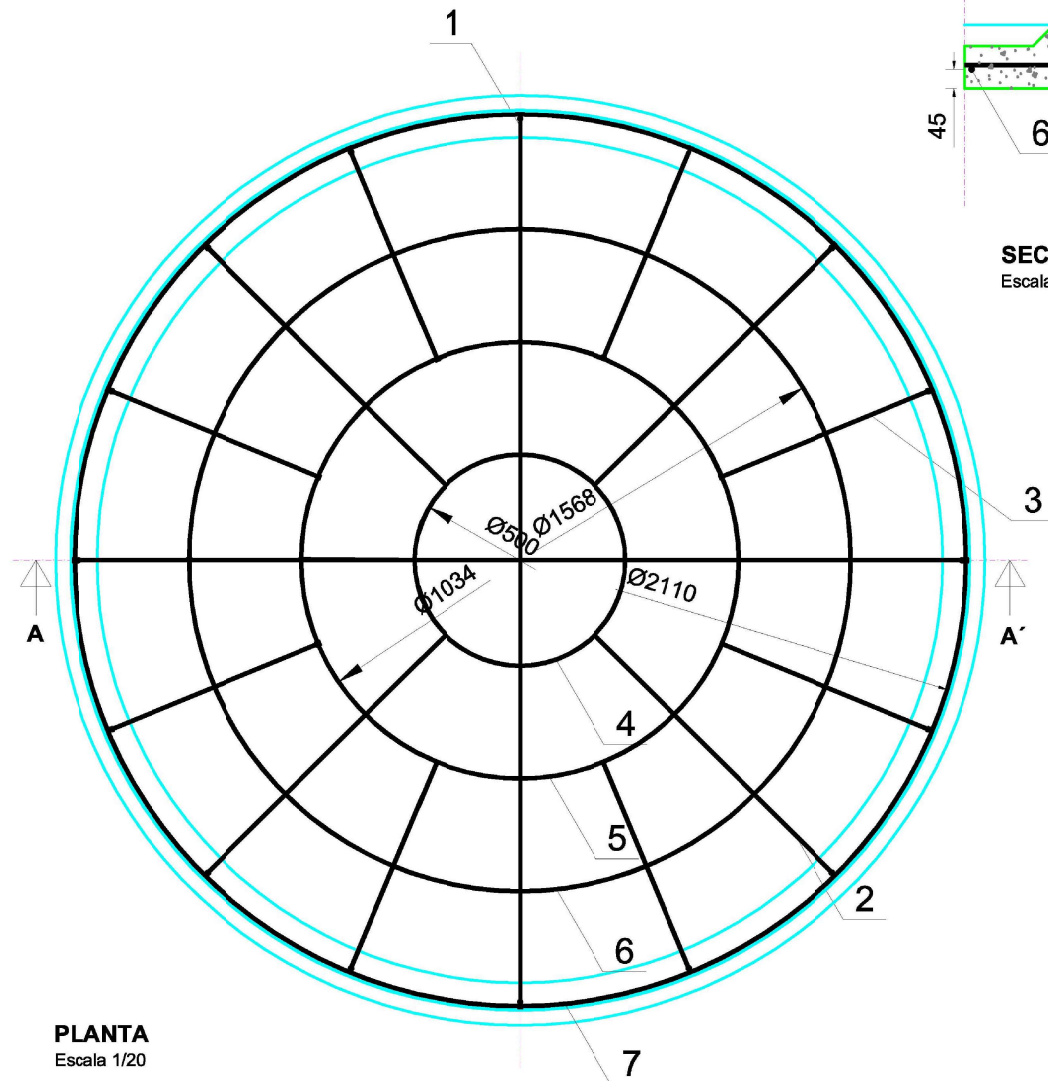 1
45
6
SEC
Escala
Ø1568
Ø500
3
Ø1034
Ø2110
A
A´
4
5
2
6
PLANTA
Escala 1/20
7